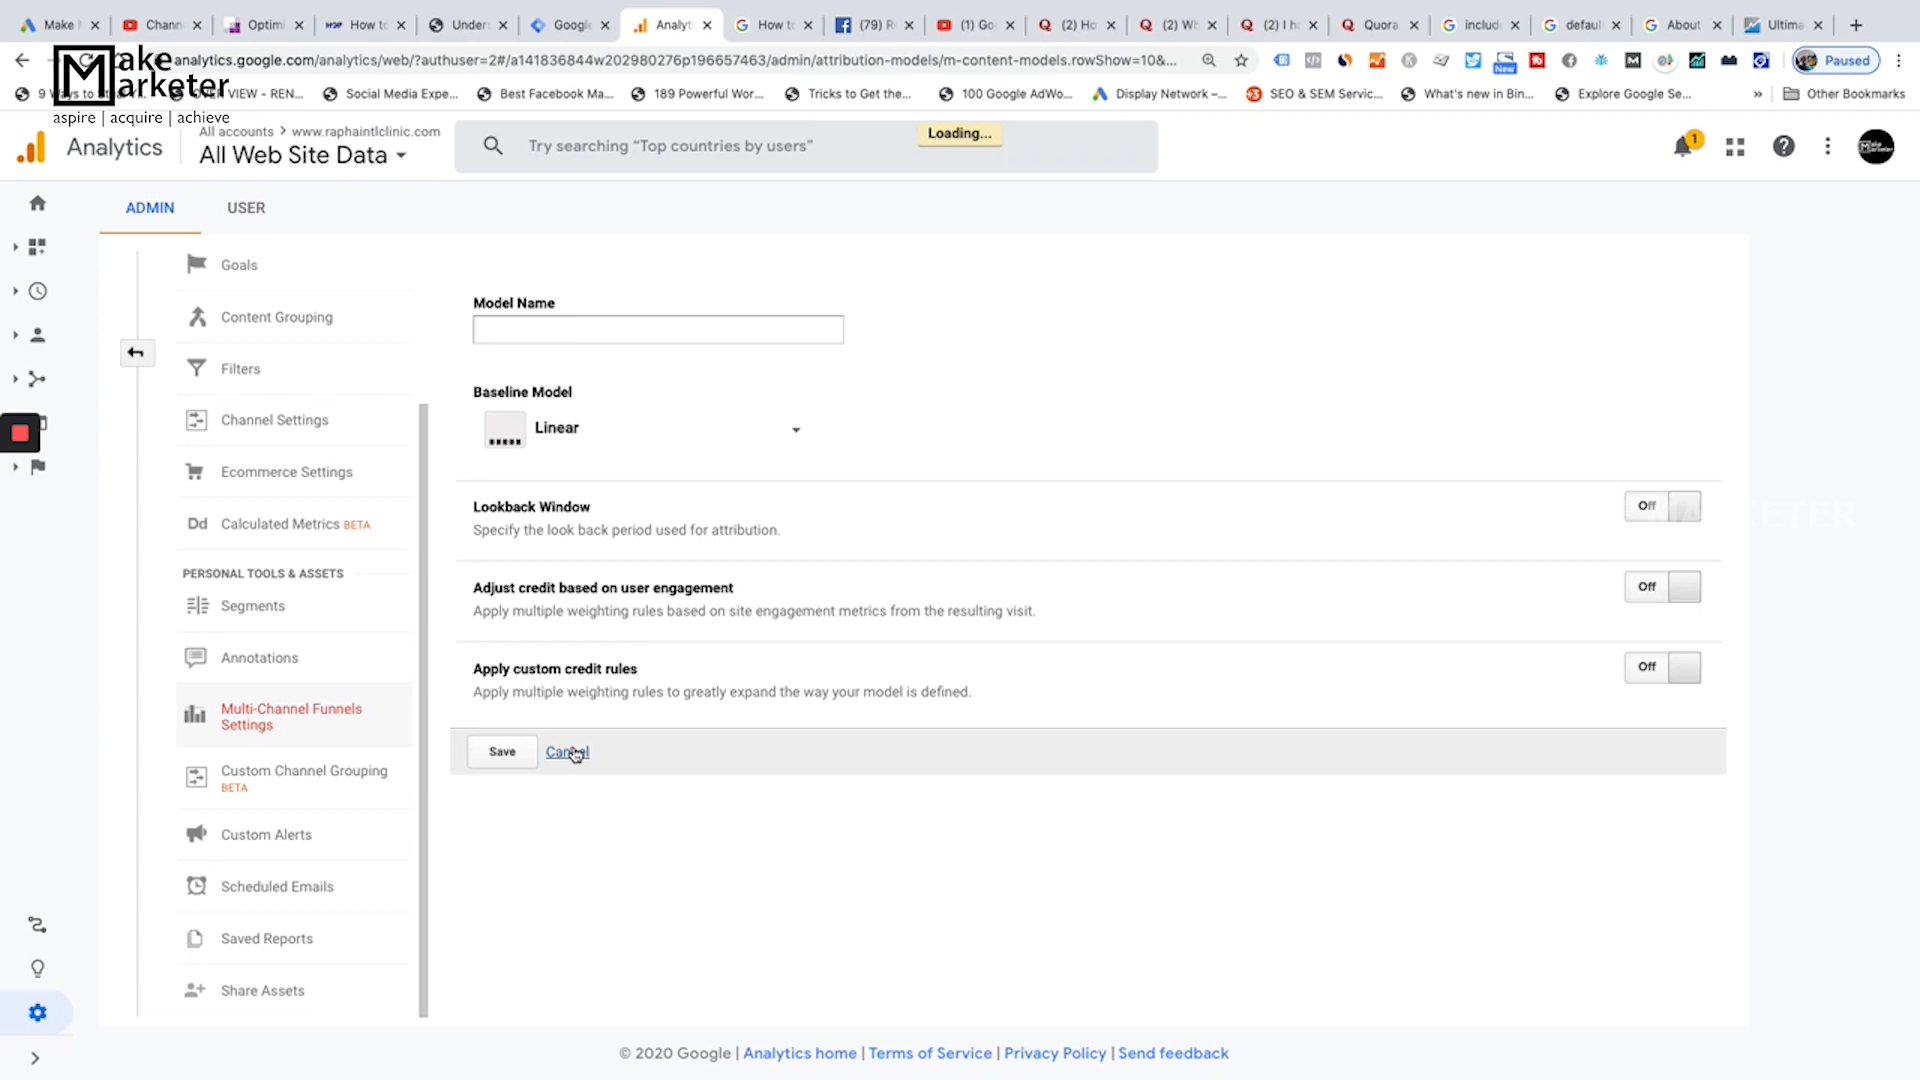 Make M
Chann
Optimi
How to
Unders
Google
Analyti
How to
(79) R
(1) Go
(2) Ho
(2) Wh
(2) I h
Quora
includ
defaul
About
Ultima
analytics.google.com/analytics/web/?authuser=2#/a141836844w202980276p196657463/admin/attribution-models/m-content-models.rowShow=10&...
New
Paused
Make
Marketer
aspire | acquire | achieve
VIEW - REN...
Social Media Expe...
Best Facebook Ma...
189 Powerful Wor...
Tricks to Get the...
100 Google AdWo...
Display Network –...
SEO & SEM Servic...
What's new in Bin...
Explore Google Se...
»
Other Bookmarks
Analytics
All accounts > www.raphaintlclinic.com
All Web Site Data
Try searching “Top countries by users”
Loading...
1
ADMIN
USER
Goals
Content Grouping
Filters
Channel Settings
Ecommerce Settings
Dd Calculated Metrics BETA
PERSONAL TOOLS & ASSETS
Segments
Annotations
Multi-Channel Funnels
Settings
Custom Channel Grouping
BETA
Custom Alerts
Scheduled Emails
Saved Reports
Share Assets
Model Name
Baseline Model
Linear
Lookback Window
Off
Specify the look back period used for attribution.
Adjust credit based on user engagement
Off
Apply multiple weighting rules based on site engagement metrics from the resulting visit.
Apply custom credit rules
Off
Apply multiple weighting rules to greatly expand the way your model is defined.
Save
Cancel
© 2020 Google | Analytics home | Terms of Service | Privacy Policy | Send feedback